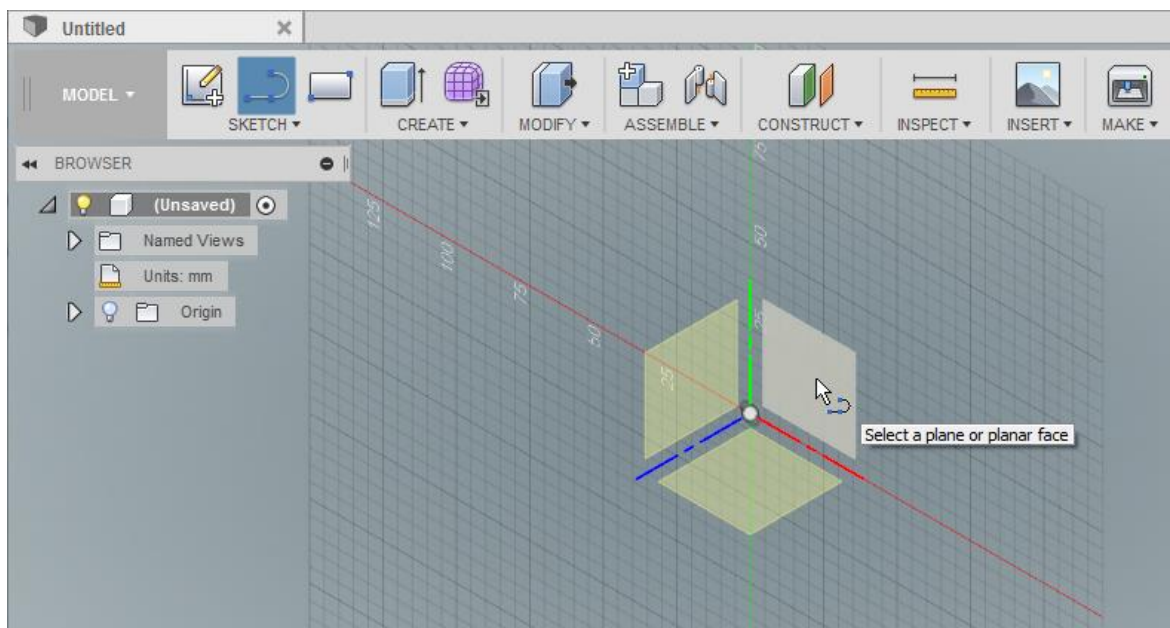 Untitled
MODEL
SKETCH CREATE MODIFY ASSEMBLE CONSTRUCT INSPECT INSERT MAKE
BROWSER
(Unsaved)
Named Views
Units: mm
Origin
125
100
75
50
25
75
50
25
Select a plane or planar face